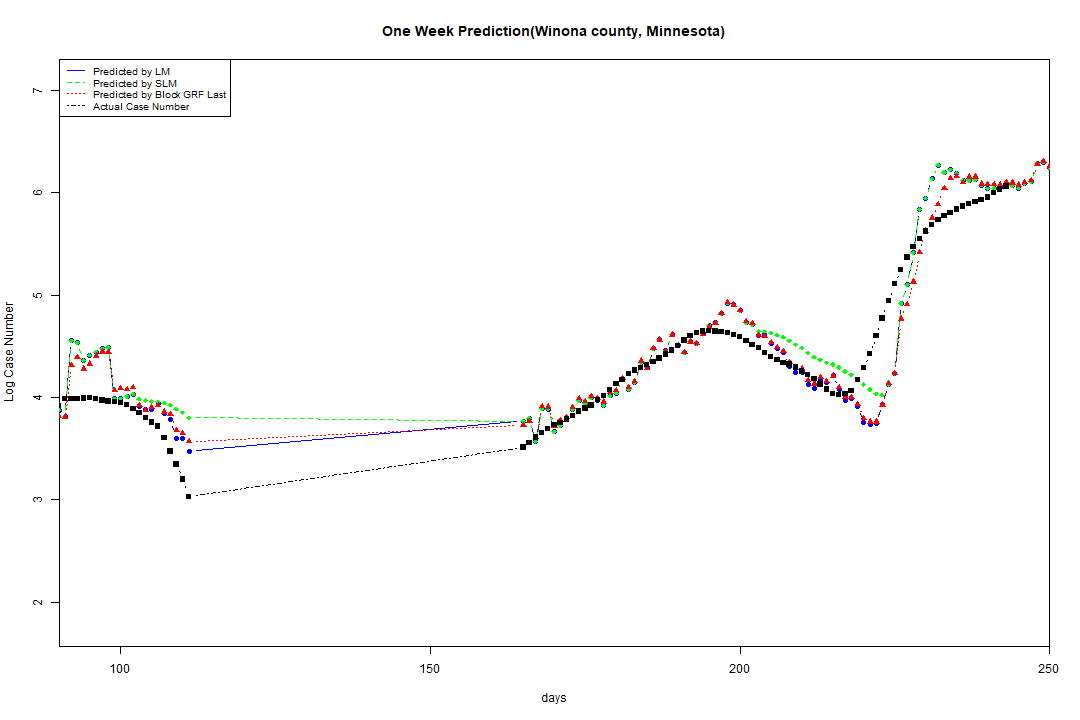 One Week Prediction(Winona county, Minnesota)
Predicted by LM
Predicted by SLM
Predicted by Block GRF Last
Actual Case Number
7
6
5
4
3
2
Log Case Number
100
150
200
250
days